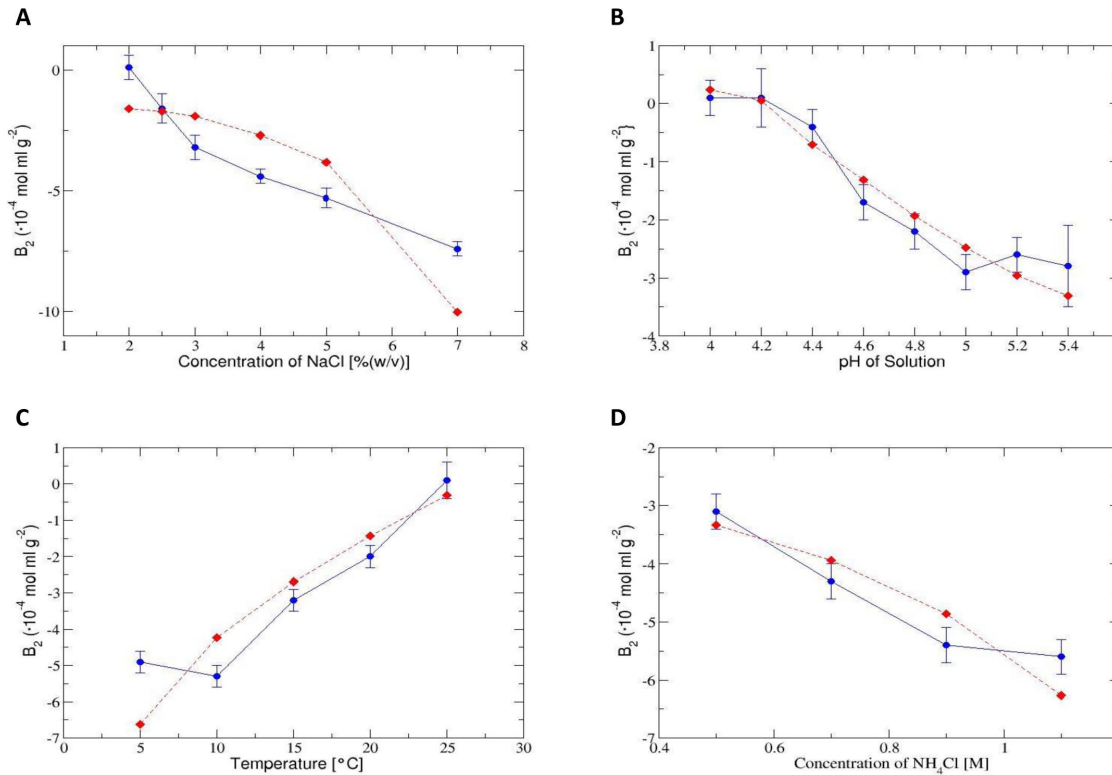 A
0
-5
-10
B₂ (·10⁻⁴ mol ml g⁻²)
1 2 3 4 5 6 7 8
Concentration of NaCl [%(w/v)]
B
1
0
-1
-2
-3
-4
B₂ (·10⁻⁴ mol ml g⁻²}
3.8 4 4.2 4.4 4.6 4.8 5 5.2 5.4
pH of Solution
C
1
0
-1
-2
-3
-4
-5
-6
-7
B₂ (·10⁻⁴ mol ml g⁻²)
0 5 10 15 20 25 30
Temperature [°C]
D
-2
-3
-4
-5
-6
-7
B₂ (·10⁻⁴ mol ml g⁻²)
0.4 0.6 0.8 1
Concentration of NH₄Cl [M]